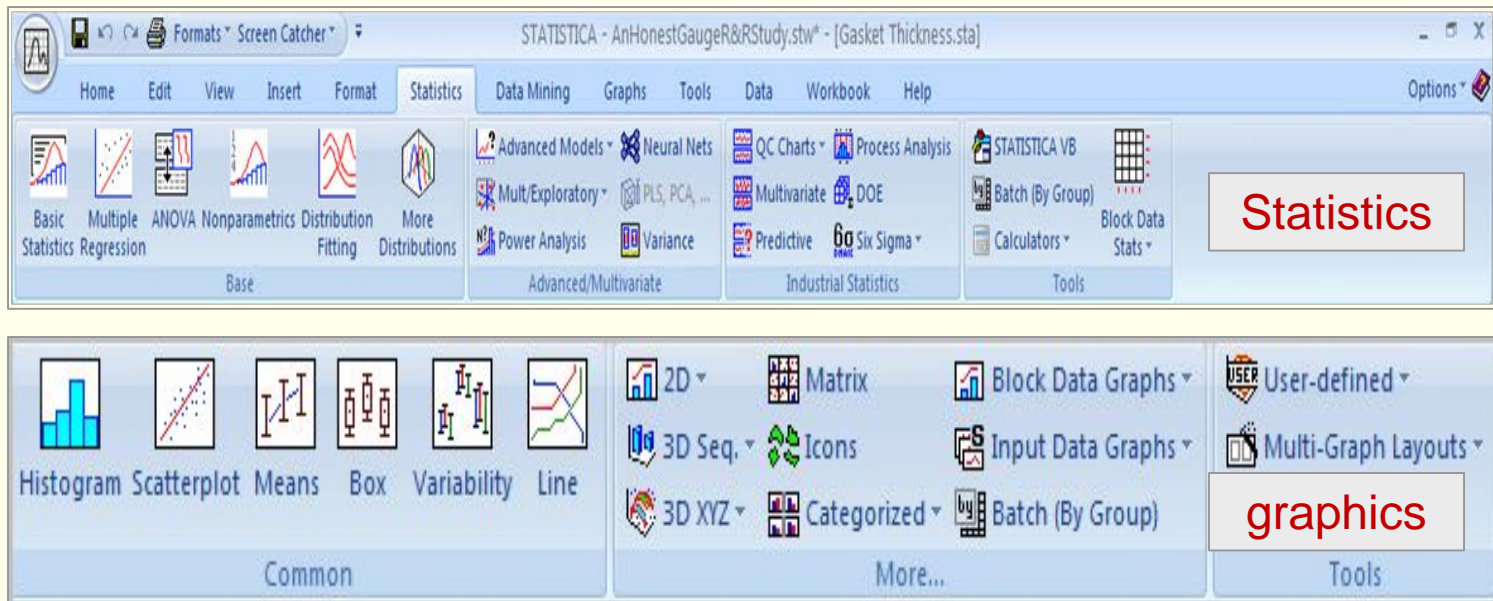 Formats Screen Catcher STATISTICA - AnHonestGaugeR&RStudy.stw* - [Gasket Thickness.sta]
Home Edit View Insert Format Statistics Data Mining Graphs Tools Data Workbook Help Options
Basic Statistics
Multiple Regression
ANOVA
Nonparametrics
Distribution Fitting
More Distributions
Base
Advanced Models
Neural Nets
Mult/Exploratory
PLS, PCA, ...
Power Analysis
Variance
Advanced/Multivariate
QC Charts
Process Analysis
Multivariate
DOE
Predictive
6σ Six Sigma
Industrial Statistics
STATISTICA VB
by Batch (By Group)
Calculators
Block Data Stats
Tools
Statistics
Histogram
Scatterplot
Means
Box
Variability
Line
Common
2D
Matrix
Block Data Graphs
3D Seq.
Icons
Input Data Graphs
3D XYZ
Categorized
by Batch (By Group)
More...
USER User-defined
Multi-Graph Layouts
graphics
Tools